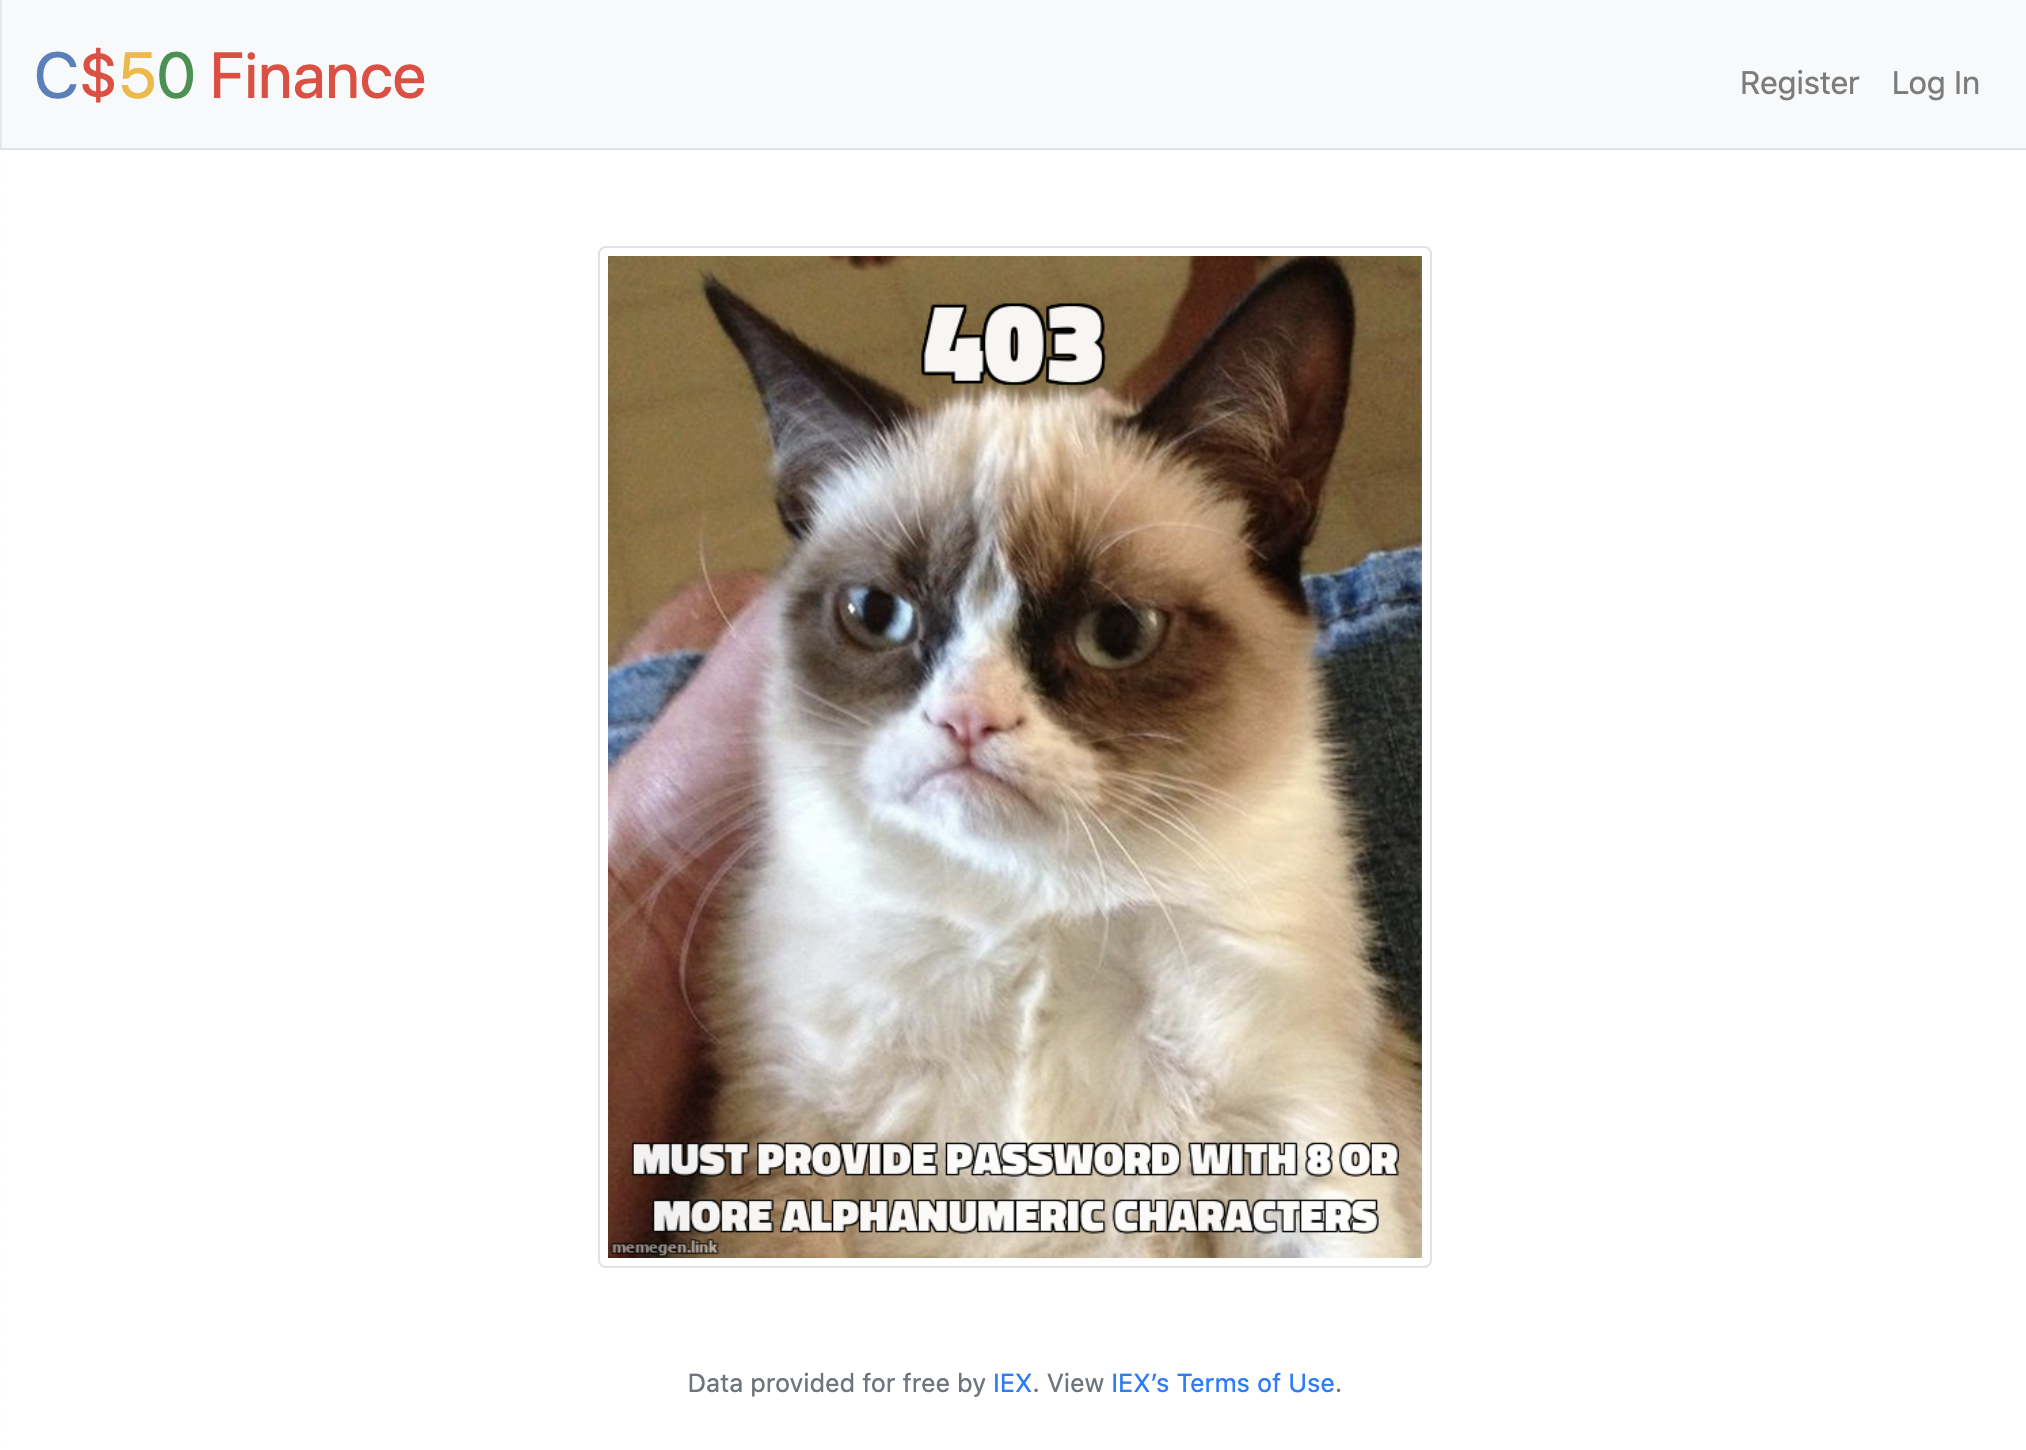 C$50 Finance
Register Log In
403
MUST PROVIDE PASSWORD WITH 8 OR
MORE ALPHANUMERIC CHARACTERS
memegen.link
Data provided for free by IEX. View IEX’s Terms of Use.